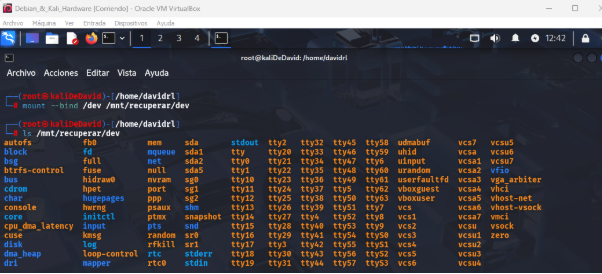 Debian_&_Kali_Hardware [Corriendo] - Oracle VM VirtualBox
Archivo Máquina Ver Entrada Dispositivos Ayuda
1 2 3 4 12:42
root@kaliDeDavid: /home/davidrl
Archivo Acciones Editar Vista Ayuda
(root㉿kaliDeDavid)-[/home/davidrl]
# mount --bind /dev /mnt/recuperar/dev
(root㉿kaliDeDavid)-[/home/davidrl]
# ls /mnt/recuperar/dev
autofs fb0 mem sda stdout tty2 tty32 tty45 tty58 udmabuf vcs7 vcsu5
block fd mqueue sda1 tty tty20 tty33 tty46 tty59 uhid vcsa vcsu6
bsg full net sda2 tty0 tty21 tty34 tty47 tty6 uinput vcsa1 vcsu7
btrfs-control fuse null sda5 tty1 tty22 tty35 tty48 tty60 urandom vcsa2 vfio
bus hidraw0 nvram sg0 tty10 tty23 tty36 tty49 tty61 userfaultfd vcsa3 vga_arbiter
cdrom hpet port sg1 tty11 tty24 tty37 tty5 tty62 vboxguest vcsa4 vhci
char hugepages ppp sg2 tty12 tty25 tty38 tty50 tty63 vboxuser vcsa5 vhost-net
console hwrng psaux shm tty13 tty26 tty39 tty51 tty7 vcs vcsa6 vhost-vsock
core initctl ptmx snapshot tty14 tty27 tty4 tty52 tty8 vcs1 vcsa7 vmci
cpu_dma_latency input pts snd tty15 tty28 tty40 tty53 tty9 vcs2 vcsu vsock
cuse kmsg random sr0 tty16 tty29 tty41 tty54 ttyS0 vcs3 vcsu1 zero
disk log rfkill sr1 tty17 tty3 tty42 tty55 ttyS1 vcs4 vcsu2
dma_heap loop-control rtc stderr tty18 tty30 tty43 tty56 ttyS2 vcs5 vcsu3
dri mapper rtc0 stdin tty19 tty31 tty44 tty57 ttyS3 vcs6 vcsu4